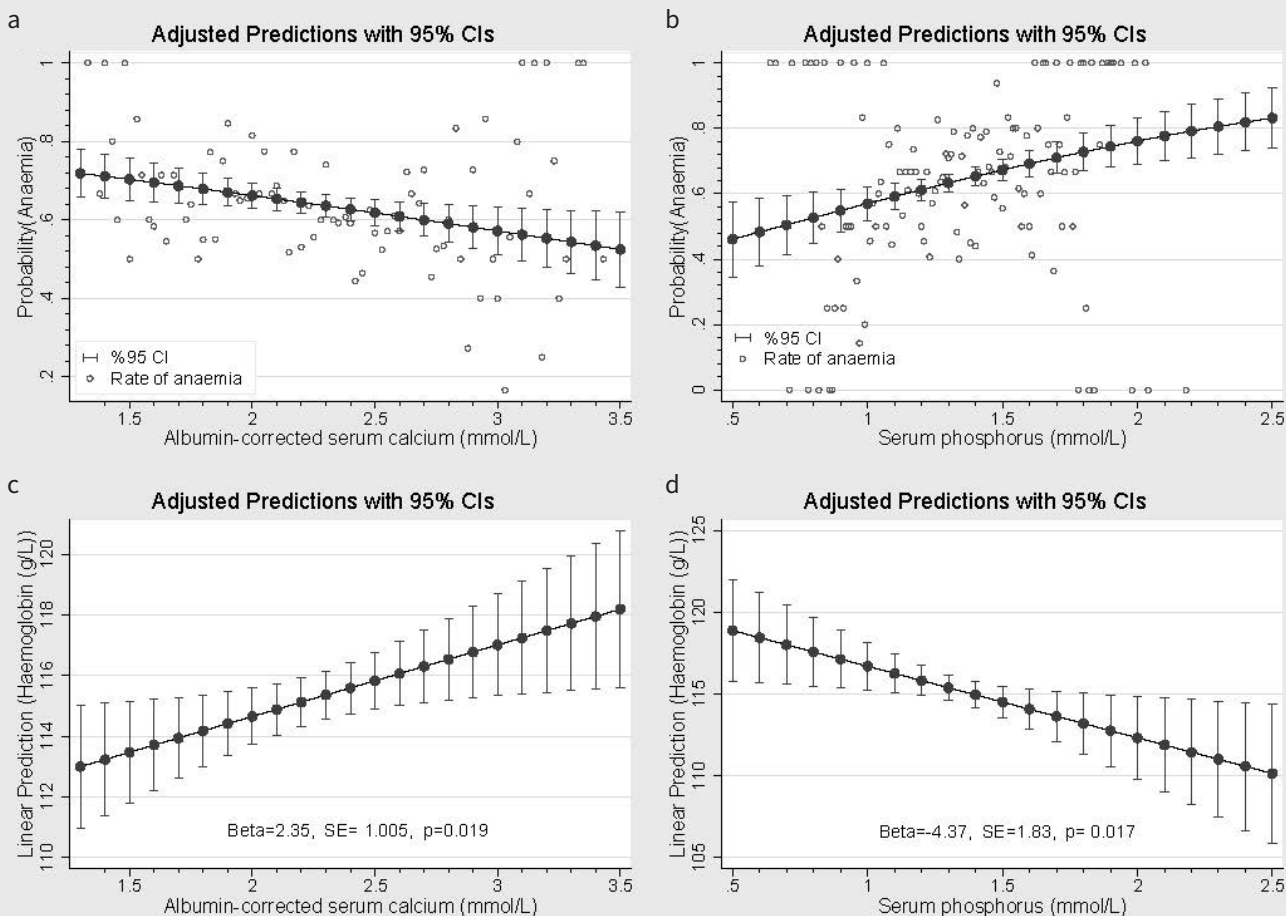 a
Adjusted Predictions with 95% CIs
Probability(Anaemia)
1
.8
.6
.4
.2
%95 CI
Rate of anaemia
1.5 2 2.5 3 3.5
Albumin-corrected serum calcium (mmol/L)
b
Adjusted Predictions with 95% CIs
Probability(Anaemia)
1
.8
.6
.4
.2
0
%95 CI
Rate of anaemia
.5 1 1.5 2 2.5
Serum phosphorus (mmol/L)
c
Adjusted Predictions with 95% CIs
Linear Prediction (Haemoglobin (g/L))
120
118
116
114
112
110
Beta=2.35, SE= 1.005, p=0.019
1.5 2 2.5 3 3.5
Albumin-corrected serum calcium (mmol/L)
d
Adjusted Predictions with 95% CIs
Linear Prediction (Haemoglobin (g/L))
125
120
115
110
105
Beta=-4.37, SE=1.83, p= 0.017
.5 1 1.5 2 2.5
Serum phosphorus (mmol/L)